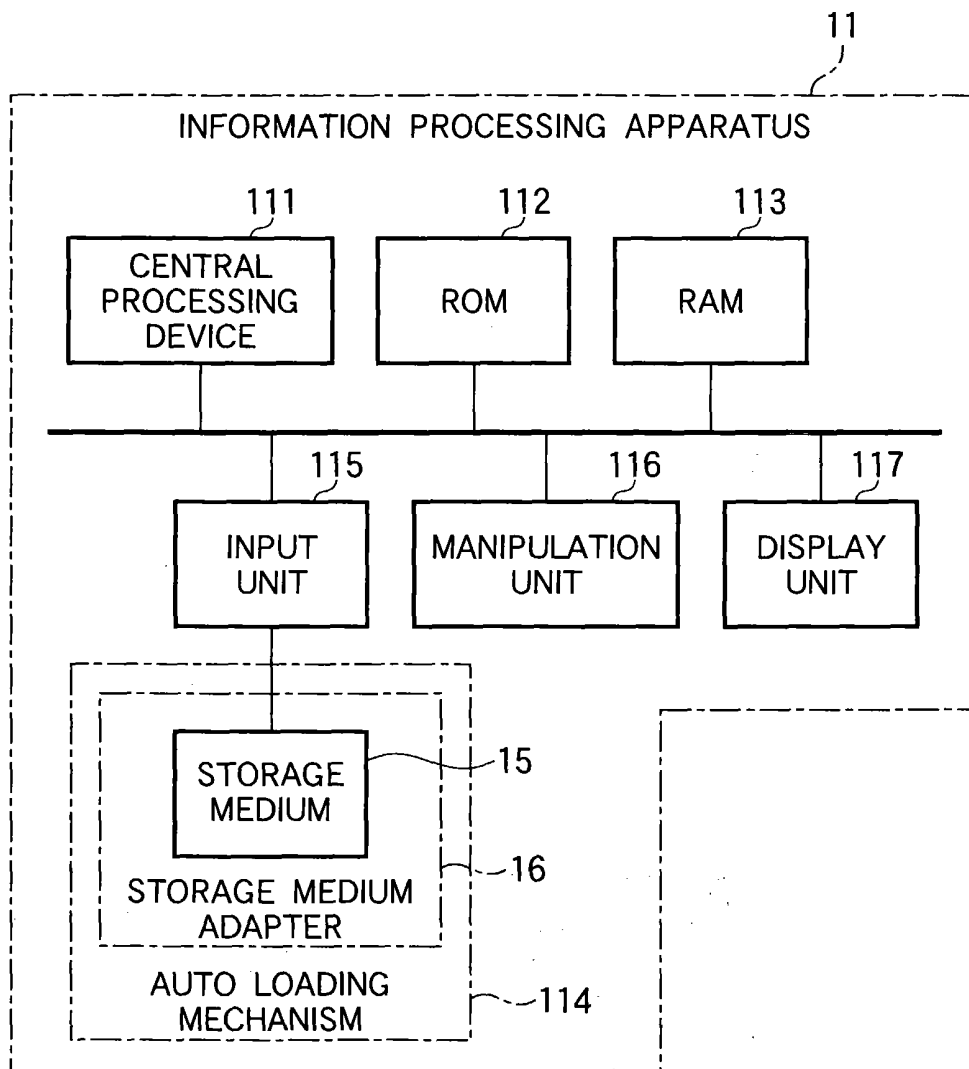 11
INFORMATION PROCESSING APPARATUS
111
112
113
CENTRAL
PROCESSING
DEVICE
ROM
RAM
115
116
117
INPUT
UNIT
MANIPULATION
UNIT
DISPLAY
UNIT
STORAGE
MEDIUM
15
16
STORAGE MEDIUM
ADAPTER
AUTO LOADING
MECHANISM
114